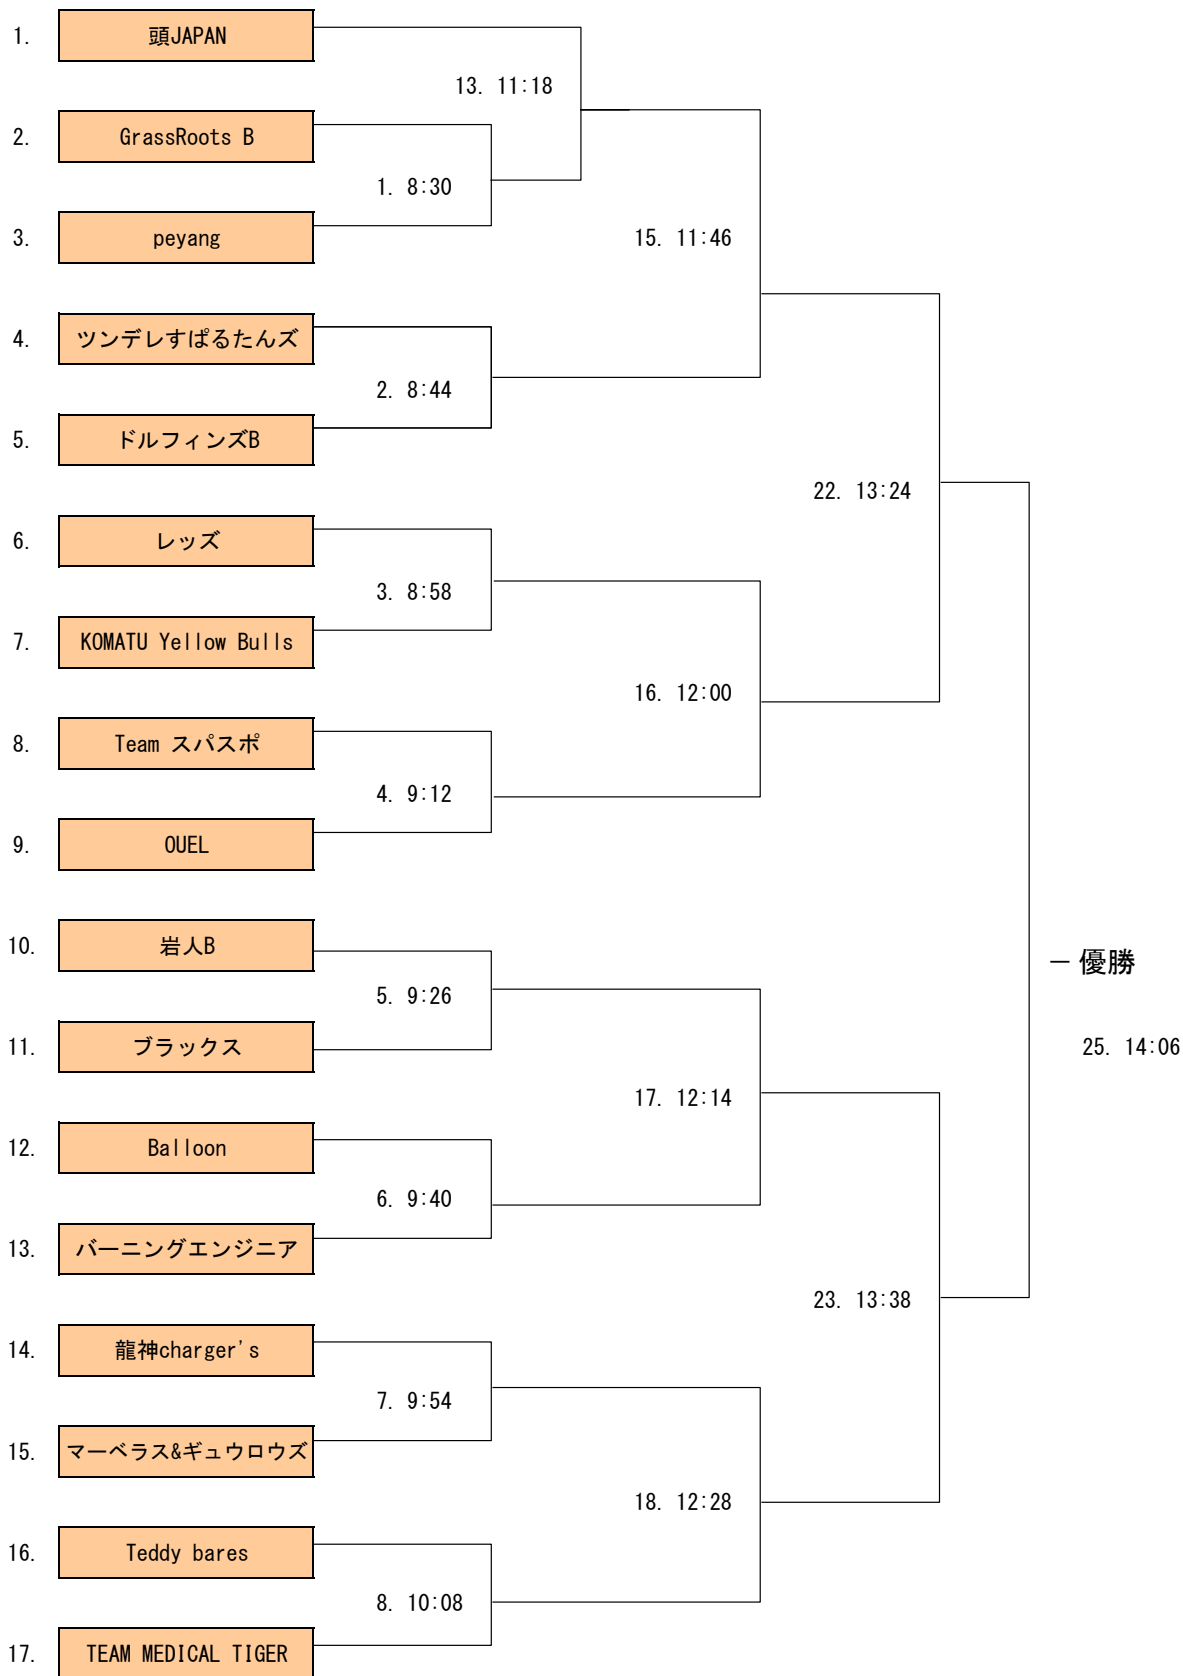 1. 頭JAPAN
13. 11:18
2. GrassRoots B
1. 8:30
3. peyang
15. 11:46
4. ツンデレすぱるたんズ
2. 8:44
5. ドルフィンズB
22. 13:24
6. レッズ
3. 8:58
7. KOMATU Yellow Bulls
16. 12:00
8. Team スパスポ
4. 9:12
9. OUEL
10. 岩人B
－ 優勝
5. 9:26
11. ブラックス
25. 14:06
17. 12:14
12. Balloon
6. 9:40
13. バーニングエンジニア
23. 13:38
14. 龍神charger's
7. 9:54
15. マーベラス&ギュウロウズ
18. 12:28
16. Teddy bares
8. 10:08
17. TEAM MEDICAL TIGER